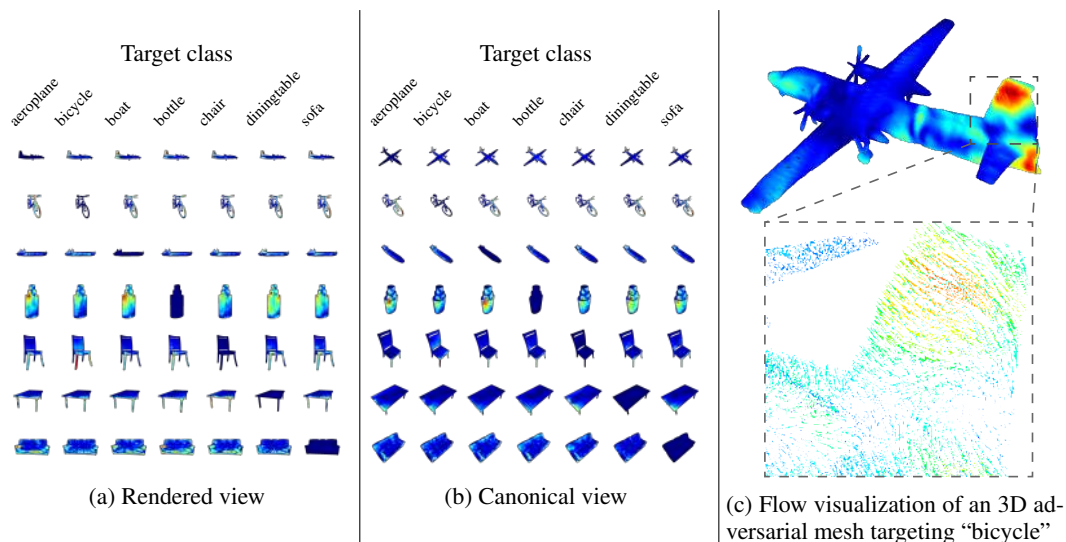 Target class
aeroplane
bicycle
boat
bottle
chair
diningtable
sofa
(a) Rendered view
Target class
aeroplane
bicycle
boat
bottle
chair
diningtable
sofa
(b) Canonical view
(c) Flow visualization of an 3D ad-
versarial mesh targeting “bicycle”